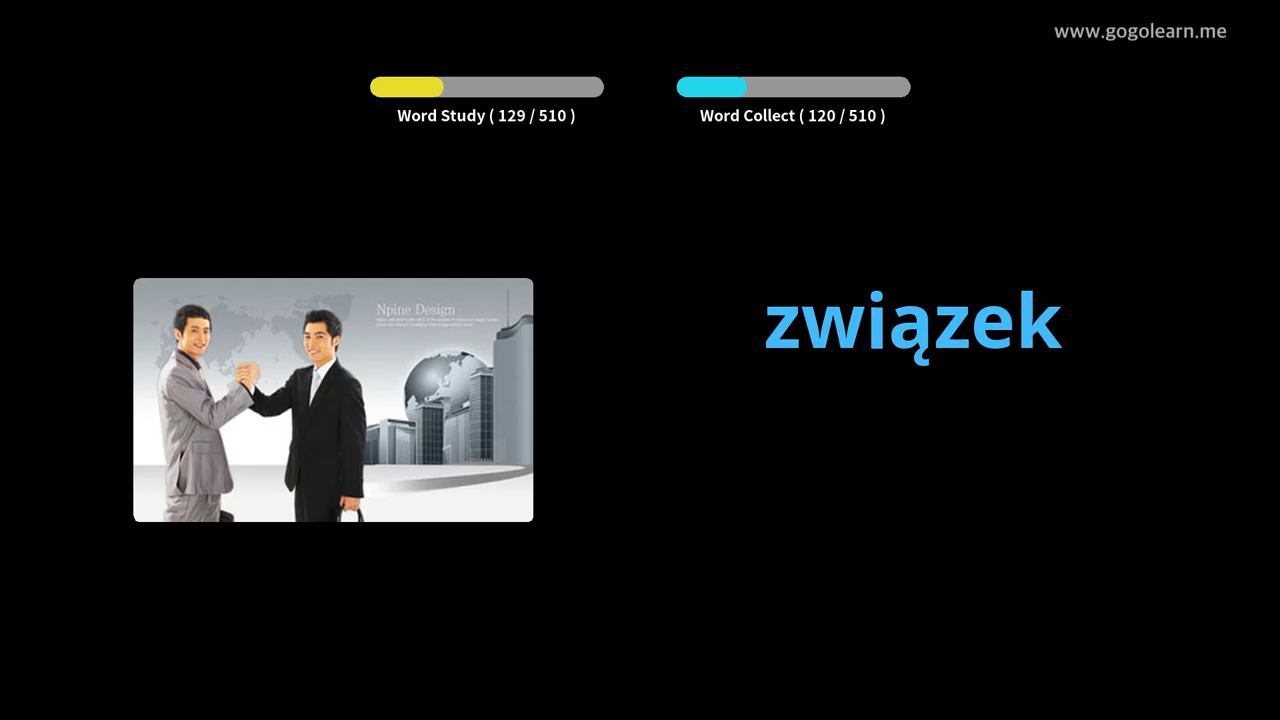 www.gogolearn.me
Word Study ( 129 / 510 )
Word Collect ( 120 / 510 )
Npine Design
związek